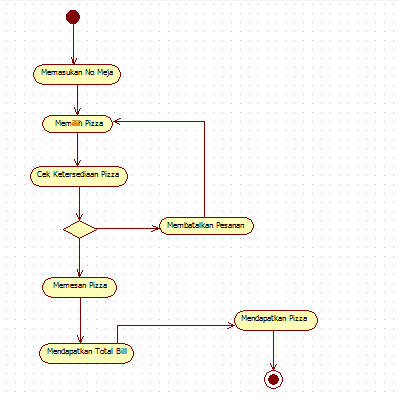 Memasukan No Meja
Memilih Pizza
Cek Ketersediaan Pizza
Membatalkan Pesanan
Memesan Pizza
Mendapatkan Pizza
Mendapatkan Total Bill